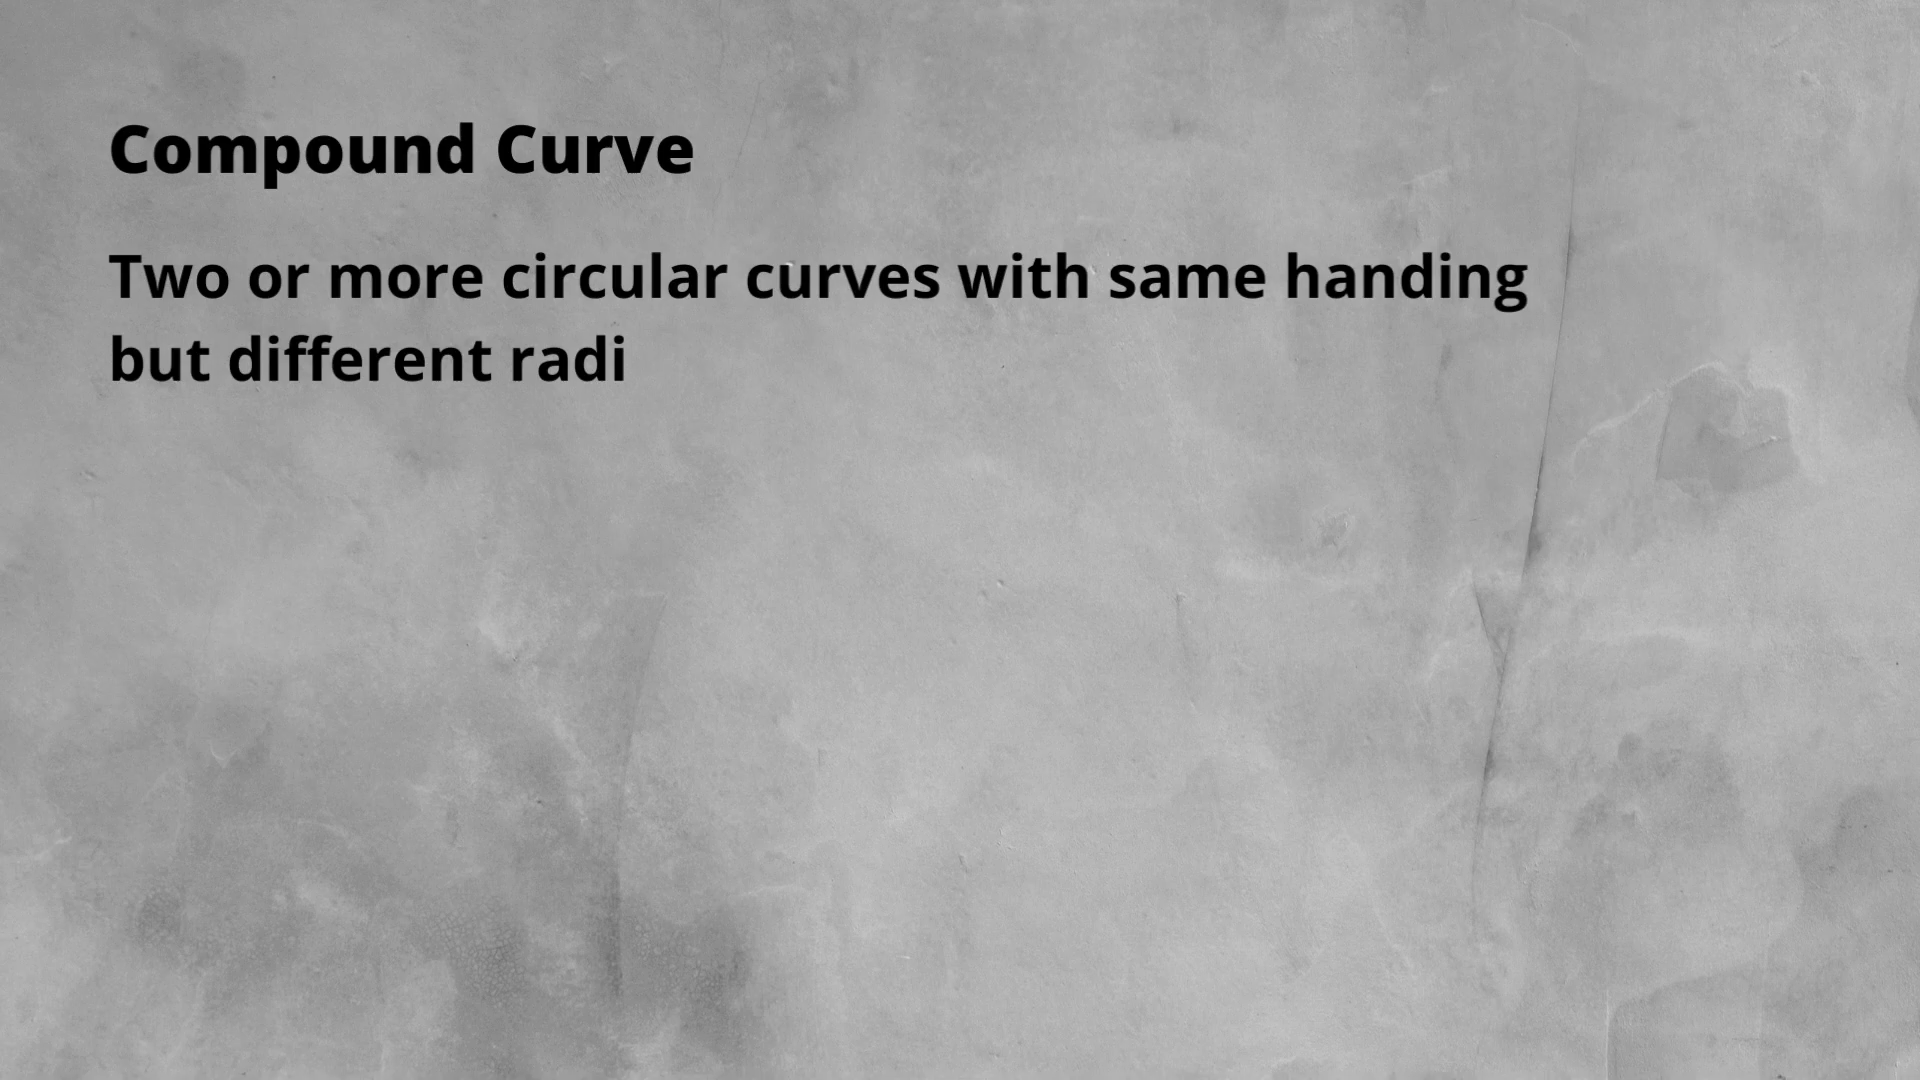 Compound Curve
Two or more circular curves with same handing
but different radi